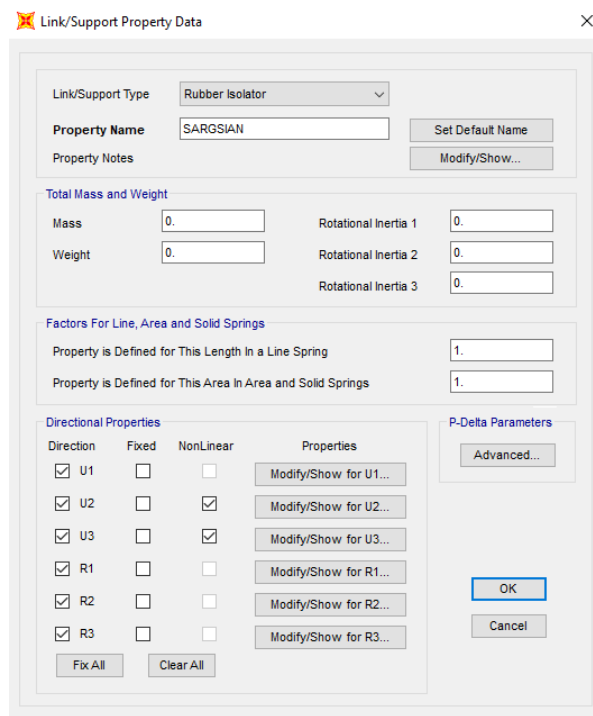 Link/Support Property Data
Link/Support Type Rubber Isolator
Property Name SARGSIAN Set Default Name
Property Notes Modify/Show...
Total Mass and Weight
Mass 0. Rotational Inertia 1 0.
Weight 0. Rotational Inertia 2 0.
Rotational Inertia 3 0.
Factors For Line, Area and Solid Springs
Property is Defined for This Length In a Line Spring 1.
Property is Defined for This Area In Area and Solid Springs 1.
Directional Properties P-Delta Parameters
Direction Fixed NonLinear Properties Advanced...
U1 Modify/Show for U1...
U2 Modify/Show for U2...
U3 Modify/Show for U3...
R1 Modify/Show for R1...
R2 Modify/Show for R2... OK
R3 Modify/Show for R3... Cancel
Fix All Clear All